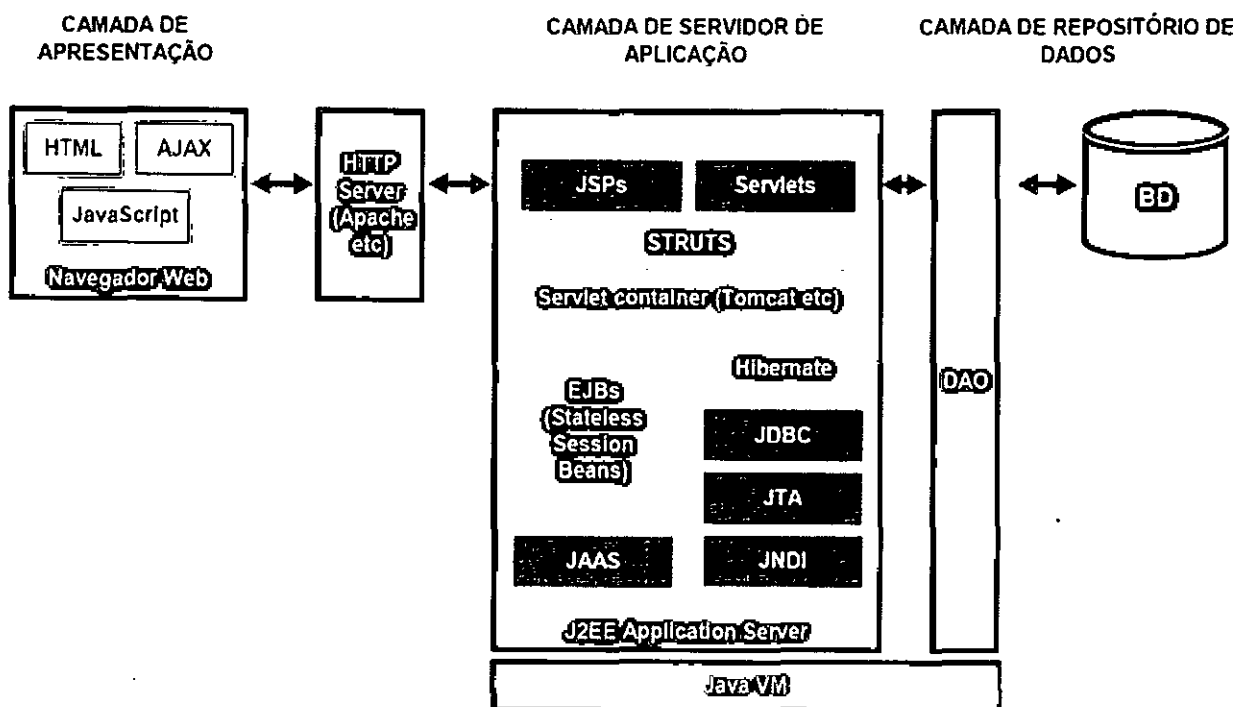 CAMADA DE
APRESENTAÇÃO
CAMADA DE SERVIDOR DE
APLICAÇÃO
CAMADA DE REPOSITÓRIO DE
DADOS
HTML
AJAX
JavaScript
Navegador Web
HTTP
Server
(Apache
etc)
JSPs
Servlets
STRUTS
Servlet container (Tomcat etc)
Hibernate
EJBs
(Stateless
Session
Beans)
JDBC
JTA
JAAS
JNDI
J2EE Application Server
DAO
BD
Java VM